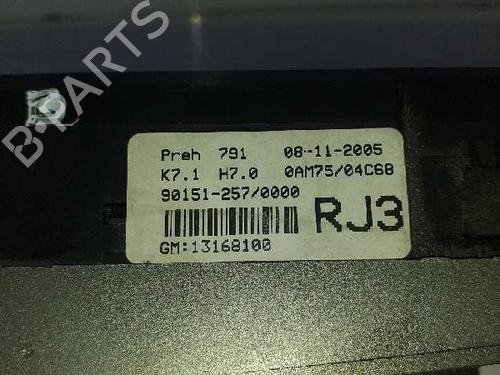 Preh 791 08-11-2005
K7.1 H7.0 0AM75/04C68
90151-257/0000
RJ3
GM:13168100
B-PARTS